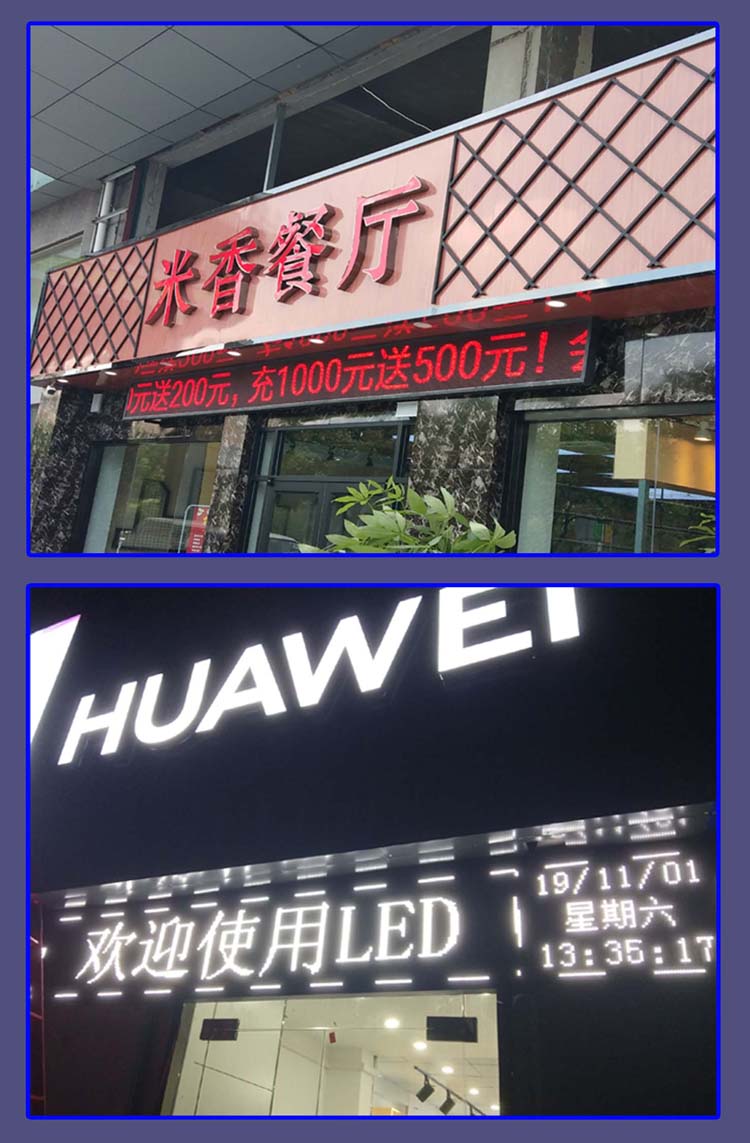 米香餐厅
0元送200元，充1000元送500元！
HUAWEI
欢迎使用LED
19/11/01
星期六
13:35:17